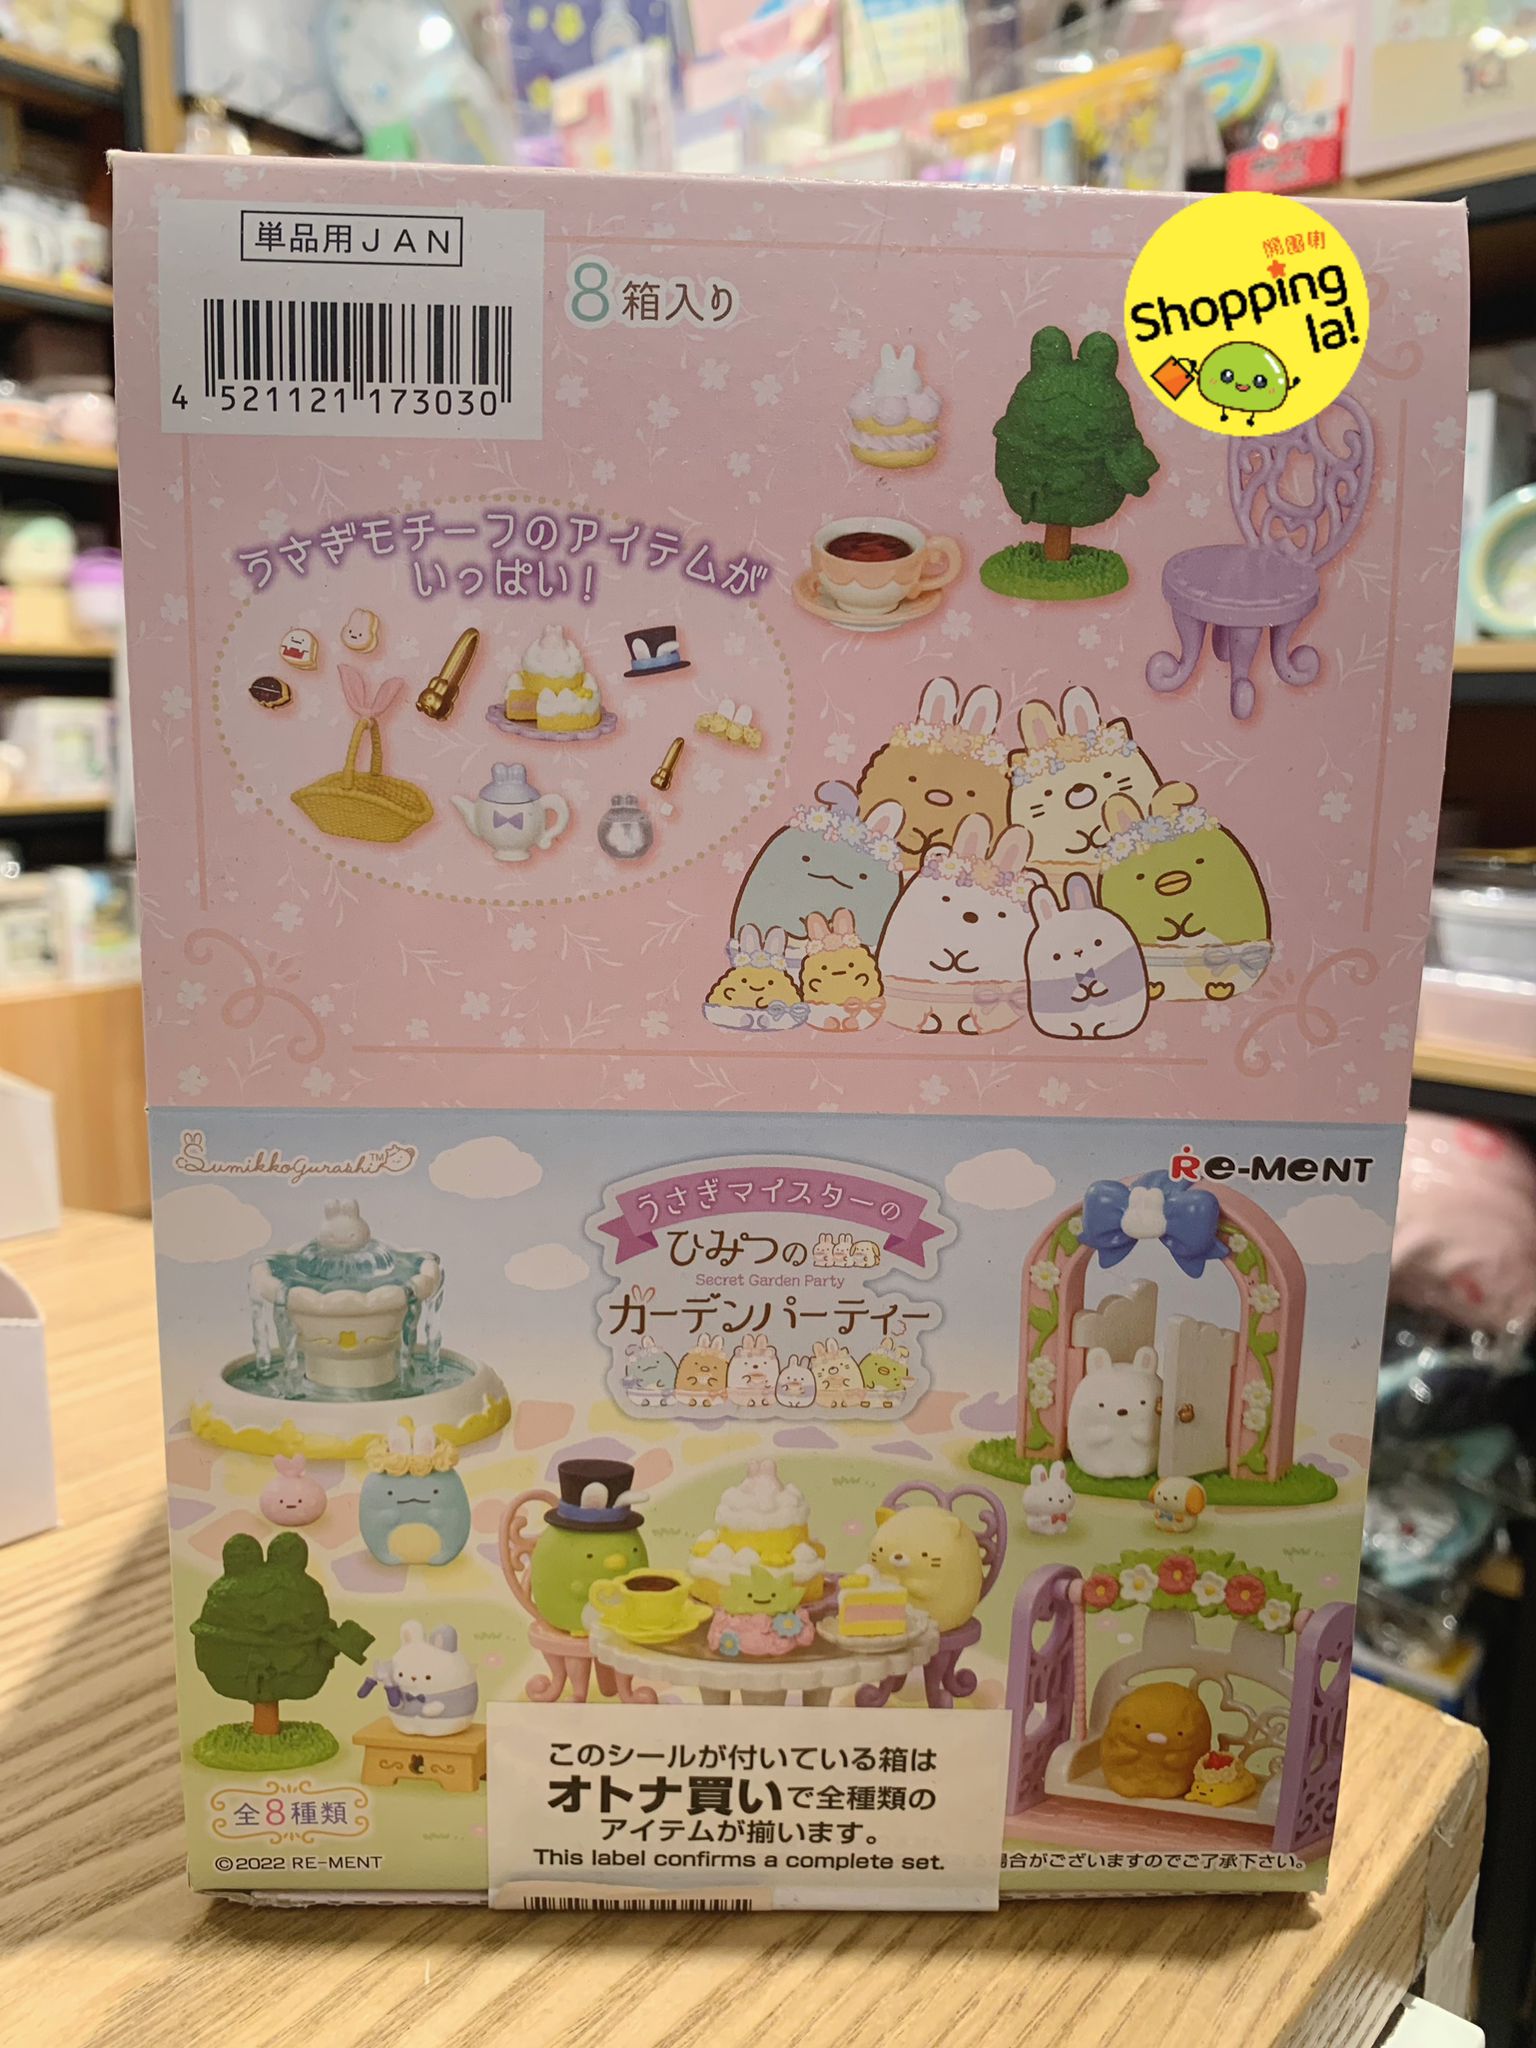 単品用JAN
4 521121 173030
8箱入り
Shopping
la!
うさぎモチーフのアイテムが
いっぱい!
SumikkogurashiTM
Re-MeNT
うさぎマイスターの
ひみつの
Secret Garden Party
ガーデンパーティー
全8種類
©2022 RE-MENT
このシールが付いている箱は
オトナ買いで全種類の
アイテムが揃います。
This label confirms a complete set.
場合がございますのでご了承下さい。